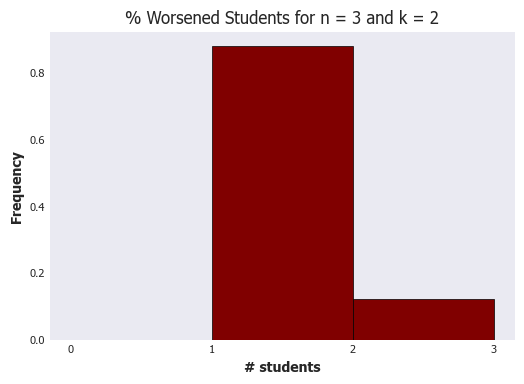 % Worsened Students for n = 3 and k = 2
0.8
0.6
0.4
0.2
0.0
Frequency
0 1 2 3
# students